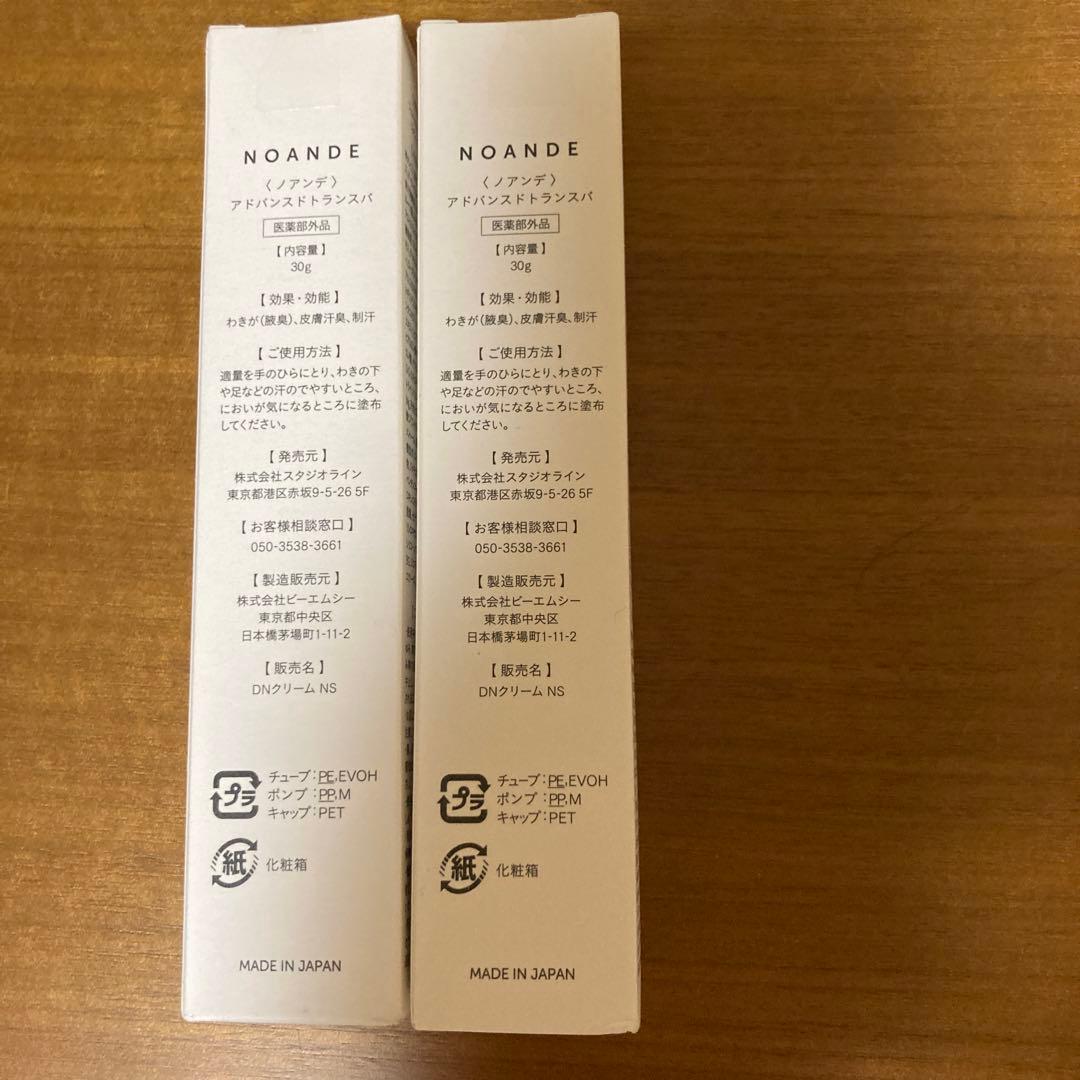 NOANDE
〈ノアンデ〉
アドバンスドトランスパ
医薬部外品
【内容量】
30g
【効果・効能】
わきが(腋臭)、皮膚汗臭、制汗
【ご使用方法】
適量を手のひらにとり、わきの下
や足などの汗のでやすいところ、
においが気になるところに塗布
してください。
【発売元】
株式会社スタジオライン
東京都港区赤坂9-5-26 5F
【お客様相談窓口】
050-3538-3661
【製造販売元】
株式会社ビーエムシー
東京都中央区
日本橋茅場町1-11-2
【販売名】
DNクリーム NS
プラ
チューブ:PE,EVOH
ポンプ:PP,M
キャップ:PET
紙
化粧箱
MADE IN JAPAN
NOANDE
〈ノアンデ〉
アドバンスドトランスパ
医薬部外品
【内容量】
30g
【効果・効能】
わきが(腋臭)、皮膚汗臭、制汗
【ご使用方法】
適量を手のひらにとり、わきの下
や足などの汗のでやすいところ、
においが気になるところに塗布
してください。
【発売元】
株式会社スタジオライン
東京都港区赤坂9-5-26 5F
【お客様相談窓口】
050-3538-3661
【製造販売元】
株式会社ビーエムシー
東京都中央区
日本橋茅場町1-11-2
【販売名】
DNクリーム NS
プラ
チューブ:PE,EVOH
ポンプ:PP,M
キャップ:PET
紙
化粧箱
MADE IN JAPAN